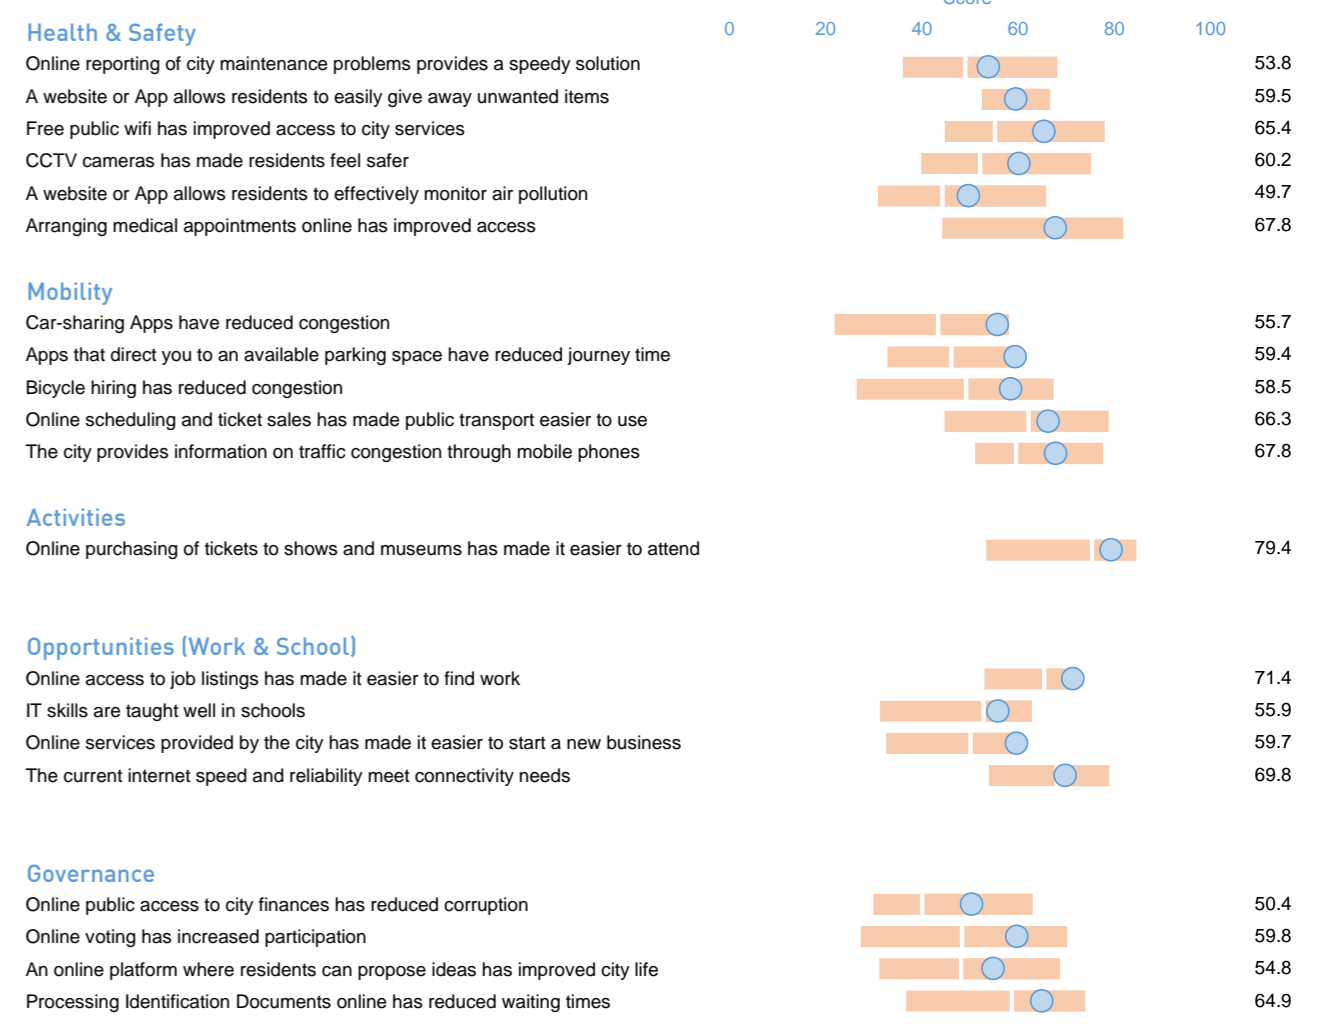 Score
Health & Safety 0 20 40 60 80 100
Online reporting of city maintenance problems provides a speedy solution 53.8
A website or App allows residents to easily give away unwanted items 59.5
Free public wifi has improved access to city services 65.4
CCTV cameras has made residents feel safer 60.2
A website or App allows residents to effectively monitor air pollution 49.7
Arranging medical appointments online has improved access 67.8
Mobility
Car-sharing Apps have reduced congestion 55.7
Apps that direct you to an available parking space have reduced journey time 59.4
Bicycle hiring has reduced congestion 58.5
Online scheduling and ticket sales has made public transport easier to use 66.3
The city provides information on traffic congestion through mobile phones 67.8
Activities
Online purchasing of tickets to shows and museums has made it easier to attend 79.4
Opportunities (Work & School)
Online access to job listings has made it easier to find work 71.4
IT skills are taught well in schools 55.9
Online services provided by the city has made it easier to start a new business 59.7
The current internet speed and reliability meet connectivity needs 69.8
Governance
Online public access to city finances has reduced corruption 50.4
Online voting has increased participation 59.8
An online platform where residents can propose ideas has improved city life 54.8
Processing Identification Documents online has reduced waiting times 64.9